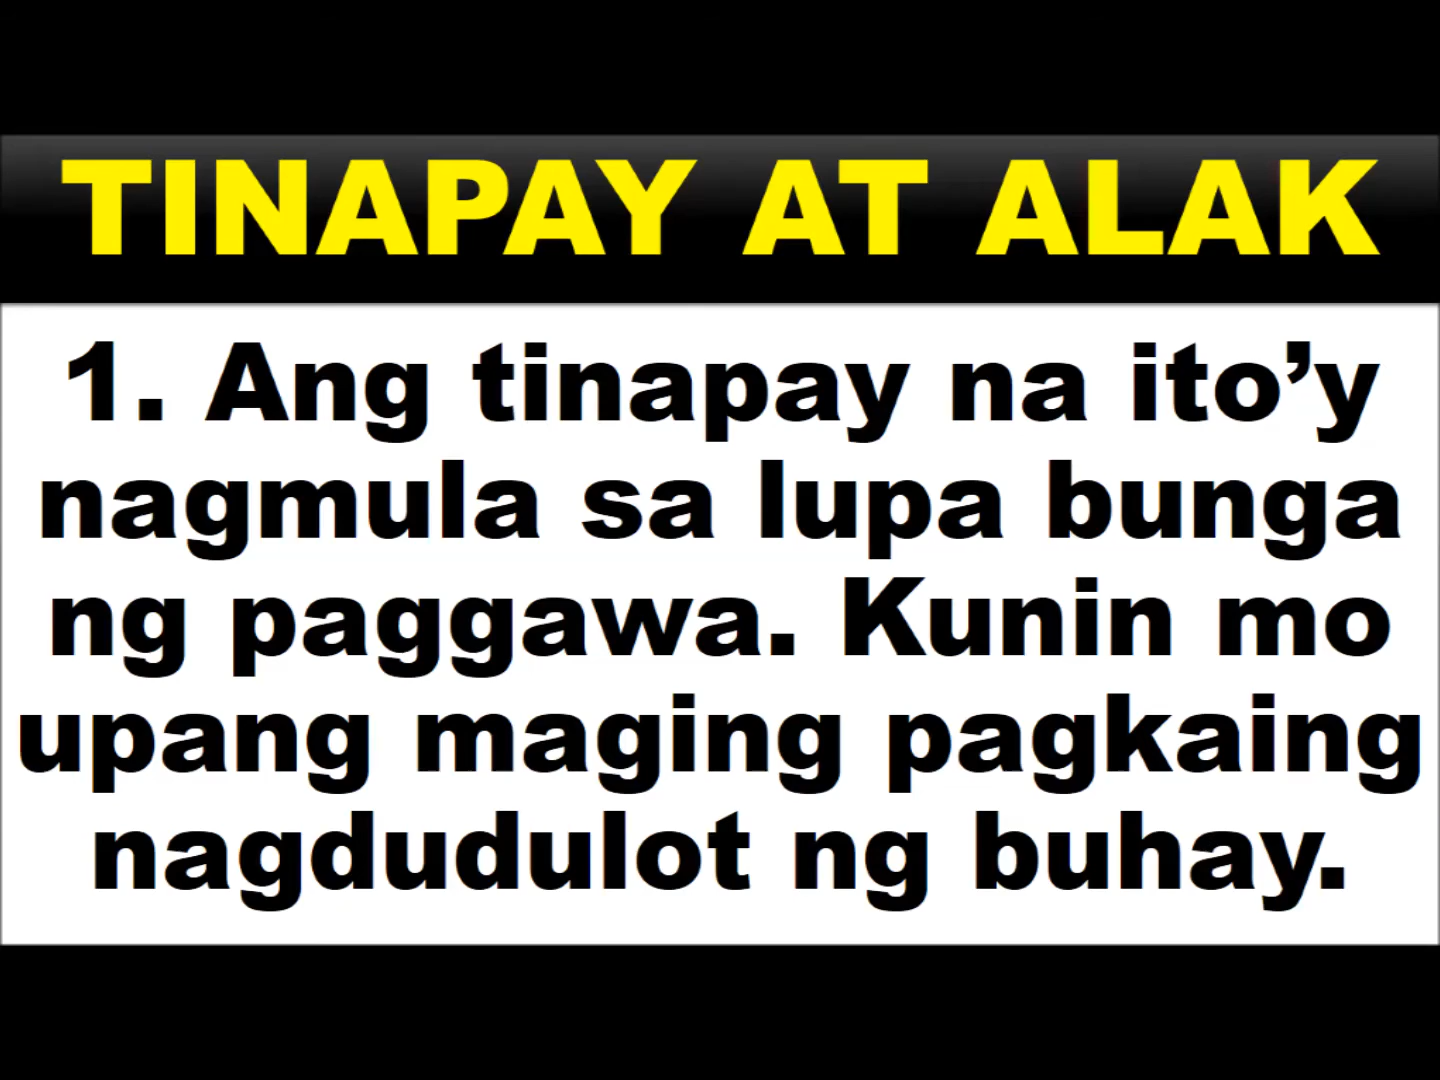 TINAPAY AT ALAK
1. Ang tinapay na ito’y
nagmula sa lupa bunga
ng paggawa. Kunin mo
upang maging pagkaing
nagdudulot ng buhay.